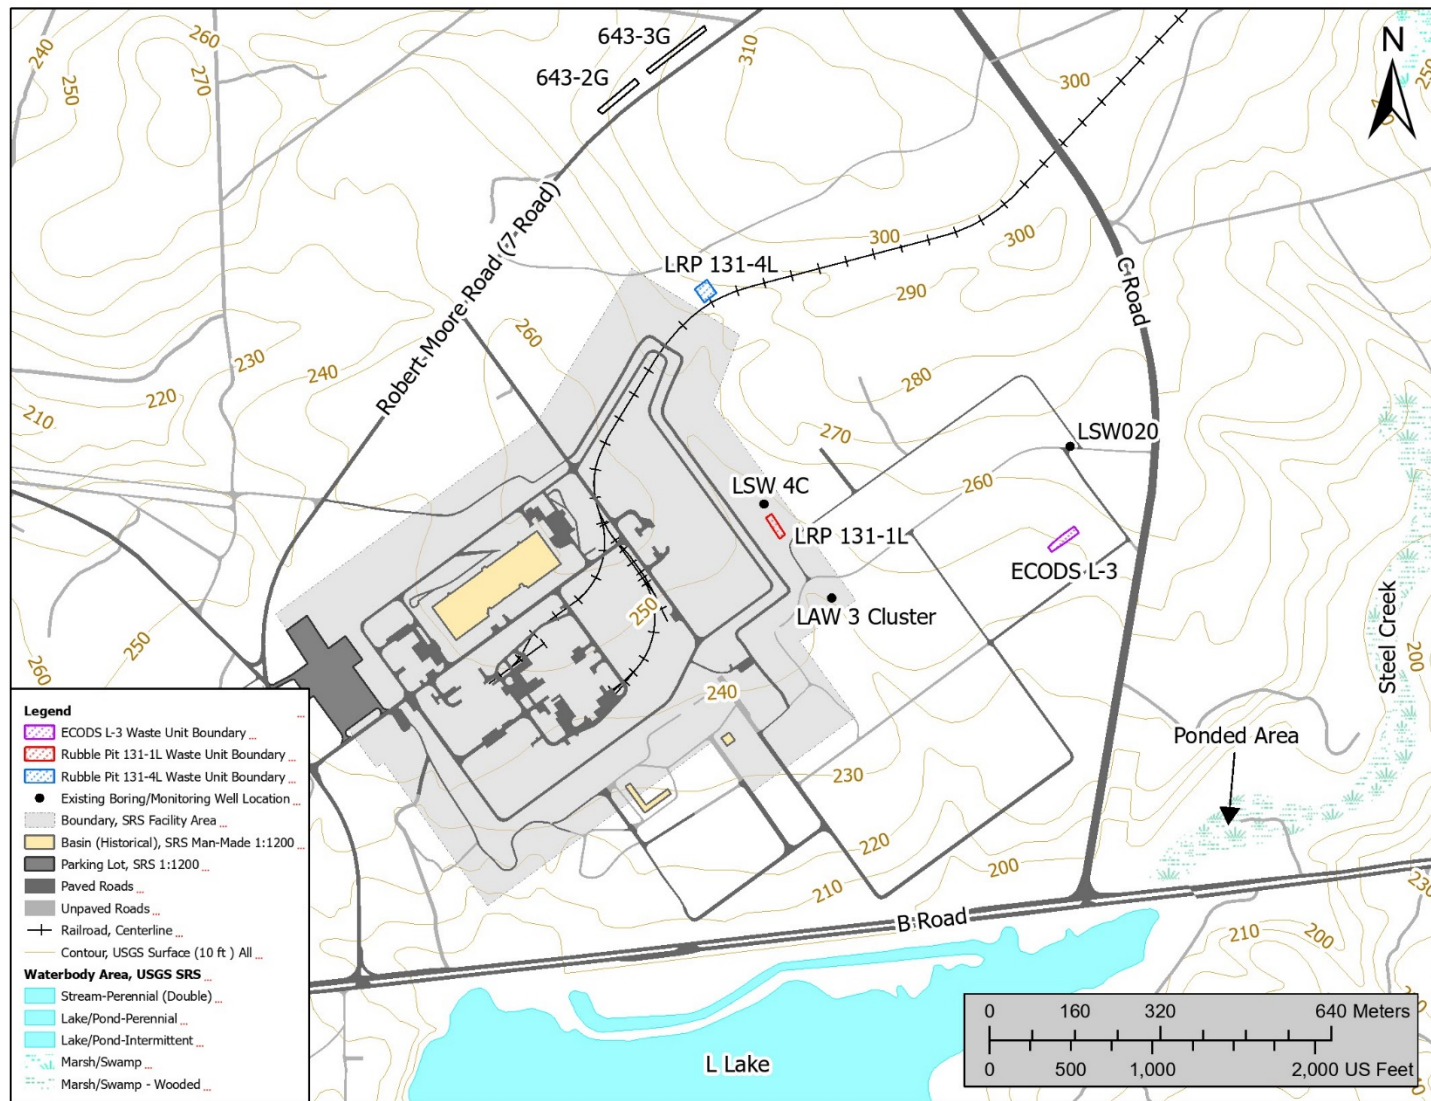 240
250
260
270
643-3G
643-2G
310
300
N
250
Robert Moore Road (7 Road)
LRP 131-4L
300
300
290
C Road
260
230
240
220
210
280
270
LSW020
260
LSW 4C
LRP 131-1L
ECODS L-3
LAW 3 Cluster
250
250
260
240
Steel Creek
200
Ponded Area
230
220
210
200
B Road
230
210
200
L Lake
Legend
ECODS L-3 Waste Unit Boundary ...
Rubble Pit 131-1L Waste Unit Boundary ...
Rubble Pit 131-4L Waste Unit Boundary ...
Existing Boring/Monitoring Well Location ...
Boundary, SRS Facility Area ...
Basin (Historical), SRS Man-Made 1:1200 ...
Parking Lot, SRS 1:1200 ...
Paved Roads ...
Unpaved Roads ...
Railroad, Centerline ...
Contour, USGS Surface (10 ft ) All ...
Waterbody Area, USGS SRS ...
Stream-Perennial (Double) ...
Lake/Pond-Perennial ...
Lake/Pond-Intermittent ...
Marsh/Swamp ...
Marsh/Swamp - Wooded ...
0 160 320 640 Meters
0 500 1,000 2,000 US Feet